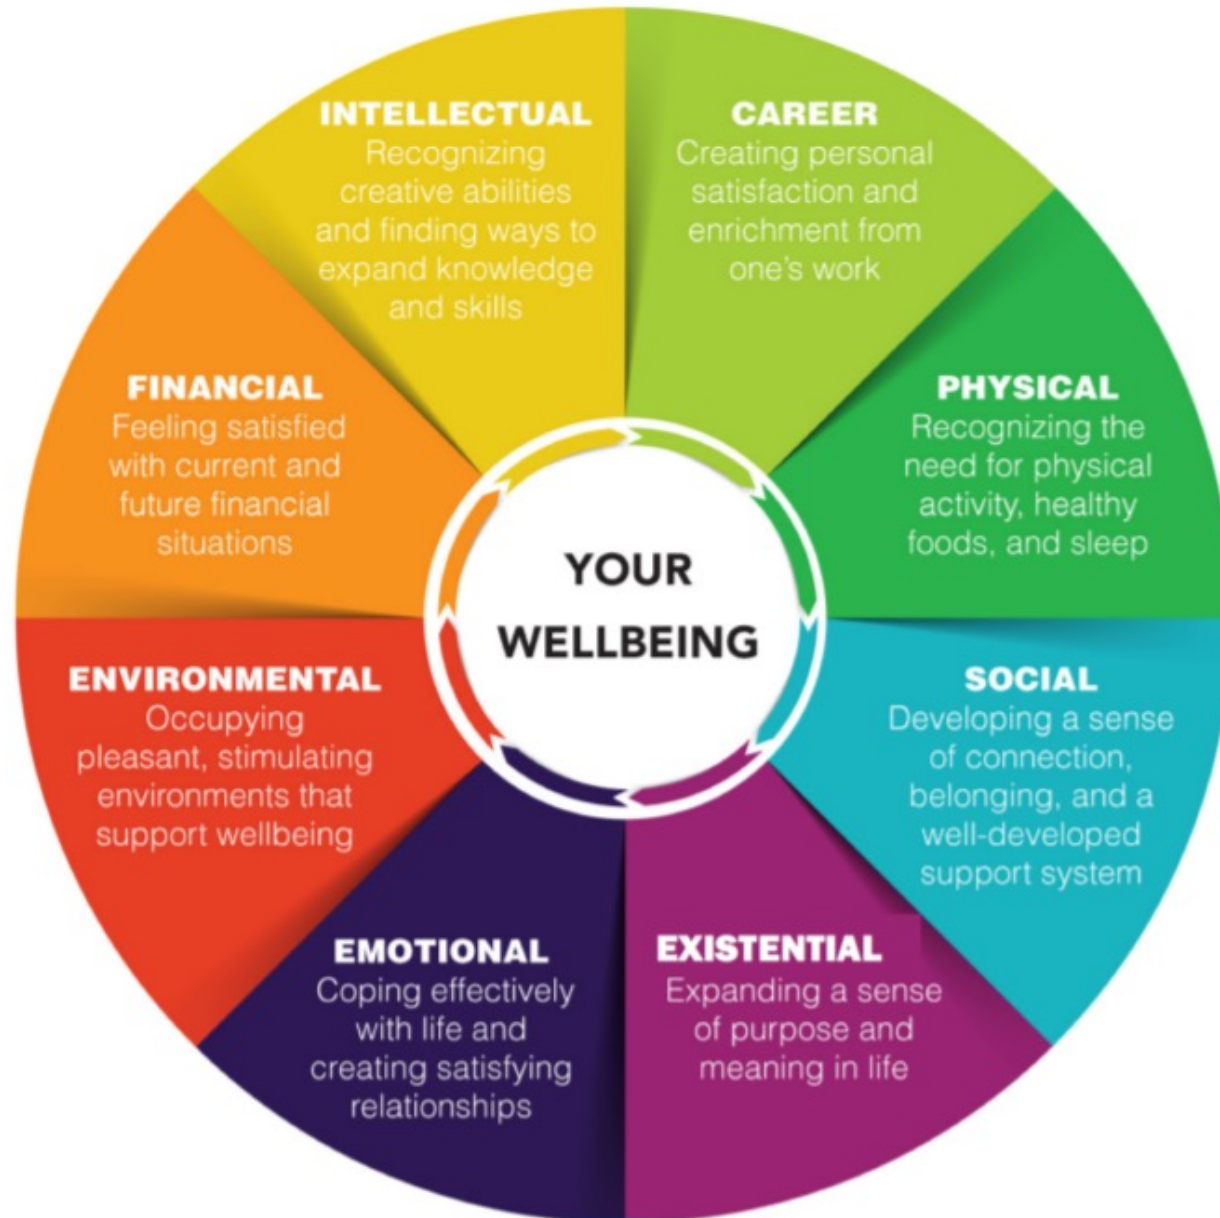 INTELLECTUAL
Recognizing
creative abilities
and finding ways to
expand knowledge
and skills
CAREER
Creating personal
satisfaction and
enrichment from
one's work
PHYSICAL
Recognizing the
need for physical
activity, healthy
foods, and sleep
SOCIAL
Developing a sense
of connection,
belonging, and a
well-developed
support system
EXISTENTIAL
Expanding a sense
of purpose and
meaning in life
EMOTIONAL
Coping effectively
with life and
creating satisfying
relationships
ENVIRONMENTAL
Occupying
pleasant, stimulating
environments that
support wellbeing
FINANCIAL
Feeling satisfied
with current and
future financial
situations
YOUR
WELLBEING